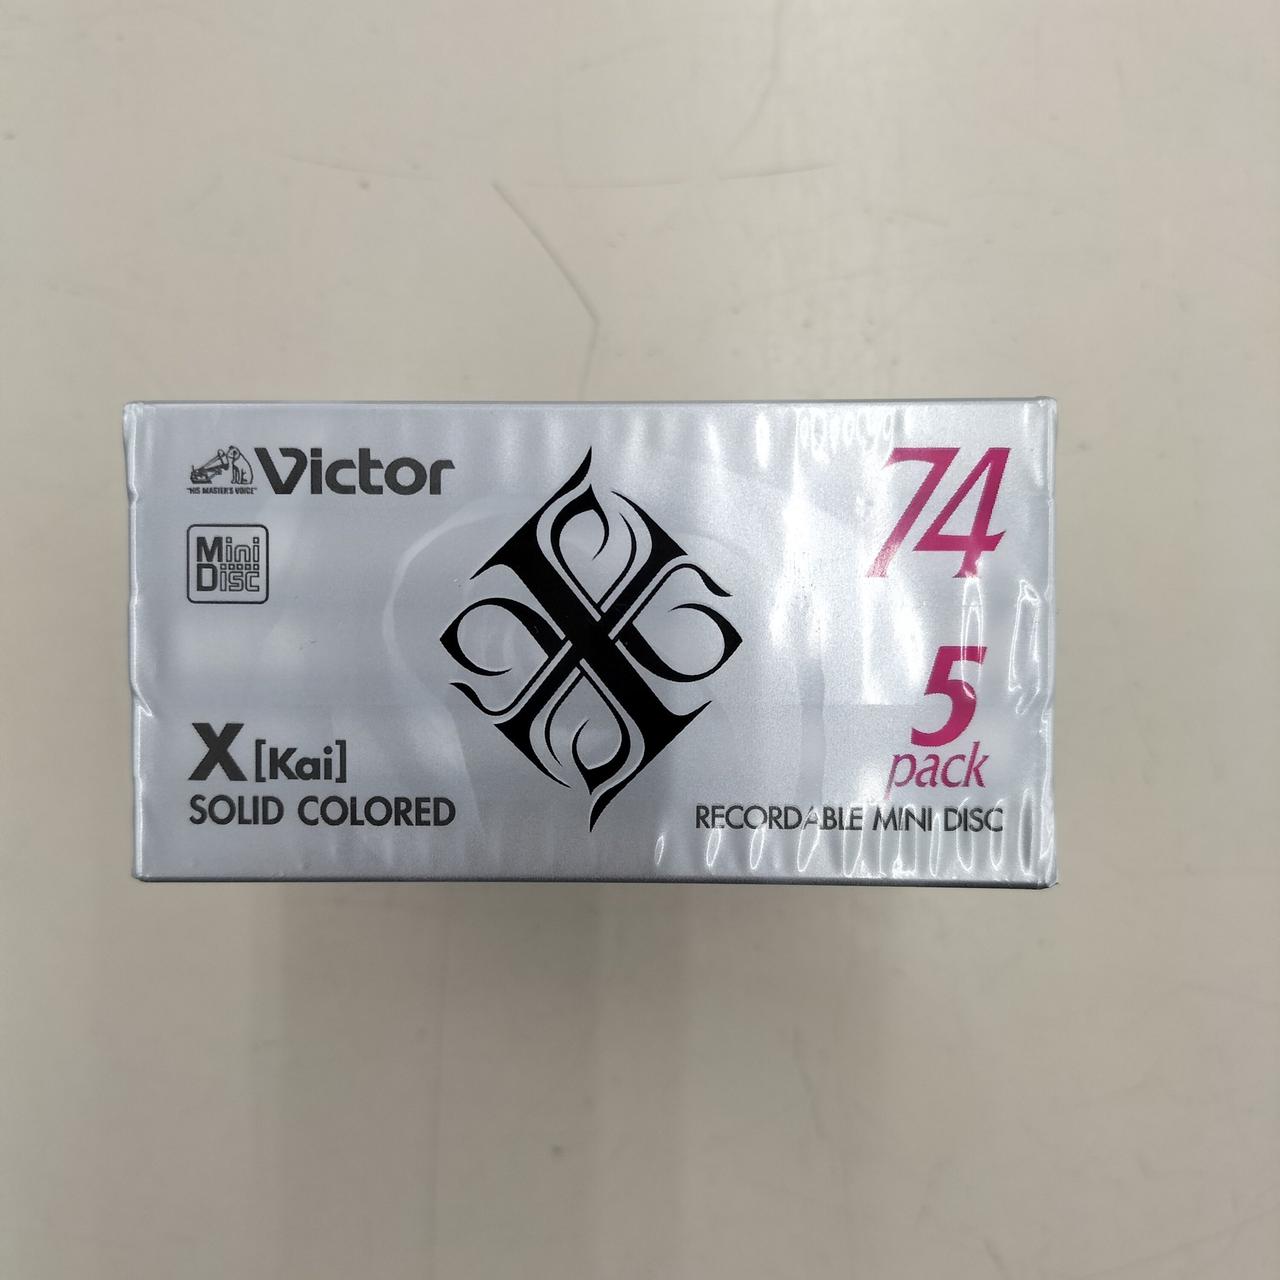 "HIS MASTER'S VOICE"
Victor
Mini
Disc
74
5
pack
X [Kai]
SOLID COLORED
RECORDABLE MINI DISC